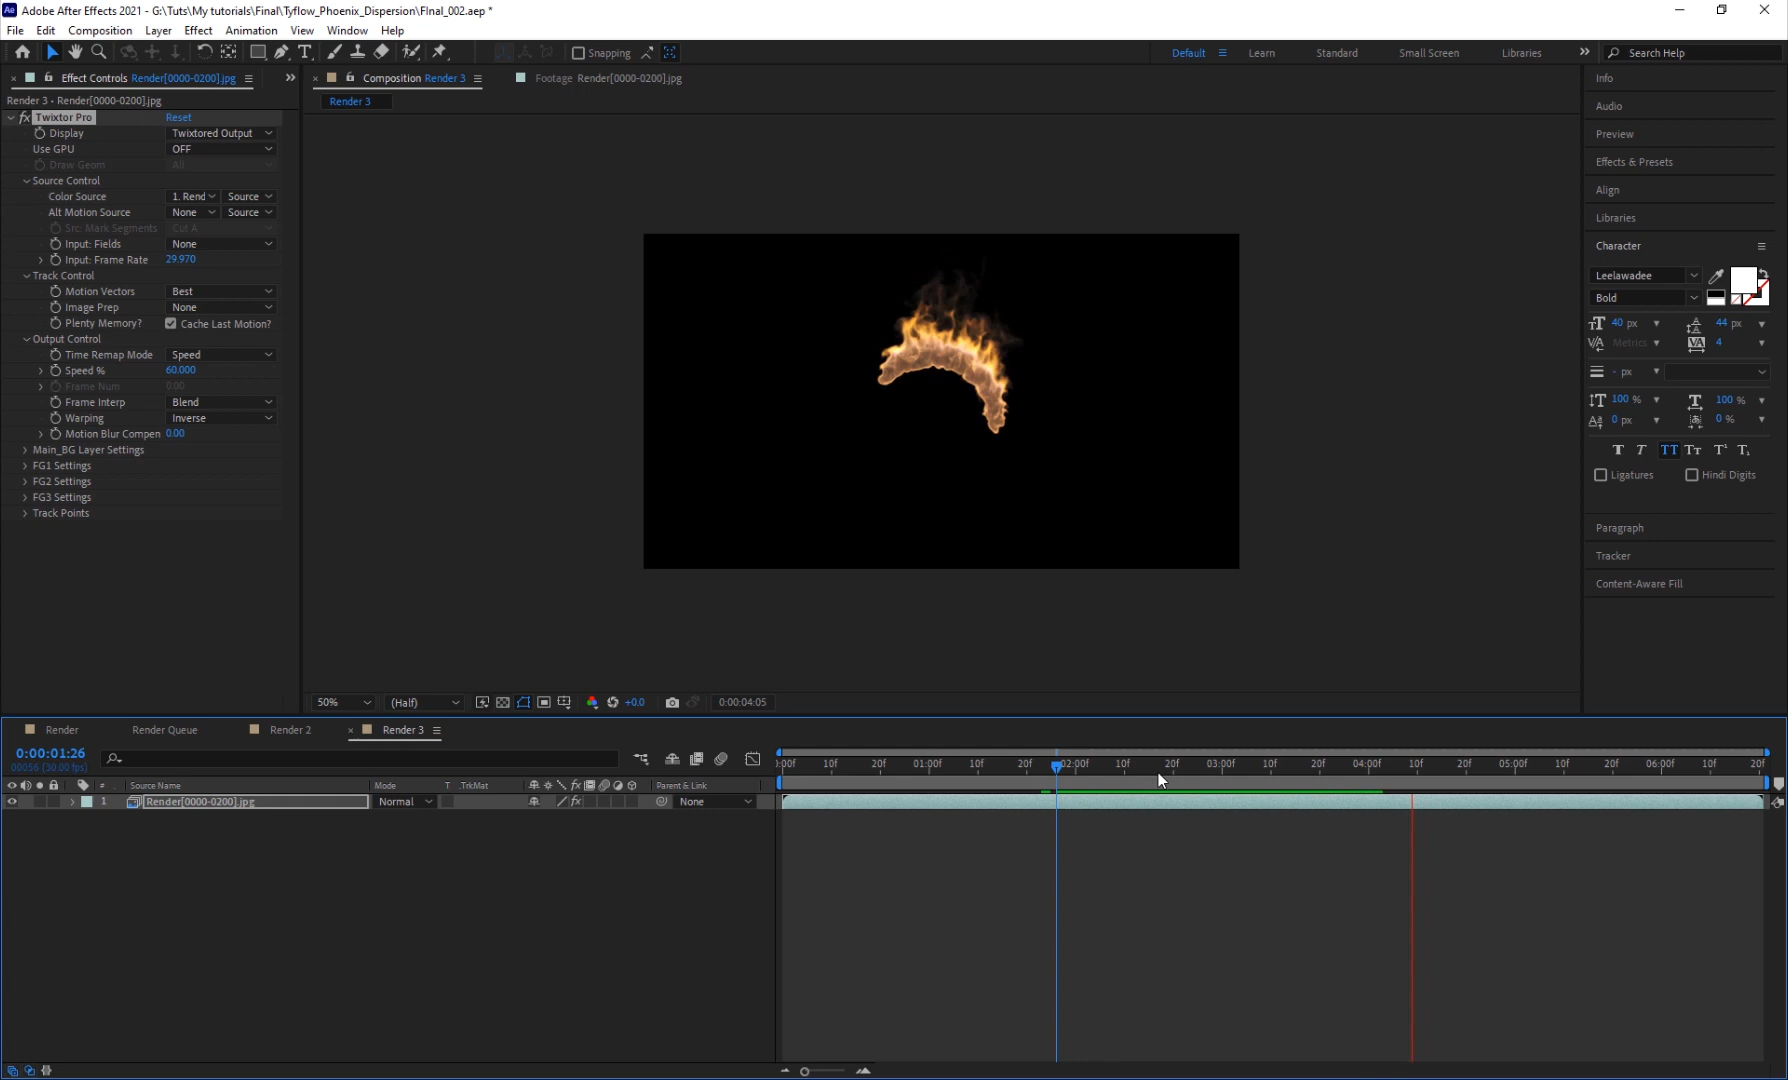 Adobe After Effects 2021 - G:\Tuts\My tutorials\Final\Tyflow_Phoenix_Dispersion\FInal_002.aep *
File Edit Composition Layer Effect Animation View Window Help
Snapping Default Learn Standard Small Screen Libraries Search Help
Effect Controls Render[0000-0200].jpg
Composition Render 3
Footage Render[0000-0200].jpg
Render 3 • Render[0000-0200].jpg
Render 3
fx Twixtor Pro Reset
Display Twixtored Output
Use GPU OFF
Draw Geom All
Source Control
Color Source 1. Rend Source
Alt Motion Source None Source
Src: Mark Segments Cut A
Input: Fields None
Input: Frame Rate 29.970
Track Control
Motion Vectors Best
Image Prep None
Plenty Memory? Cache Last Motion?
Output Control
Time Remap Mode Speed
Speed % 60.000
Frame Num 0.00
Frame Interp Blend
Warping Inverse
Motion Blur Compen 0.00
Main_BG Layer Settings
FG1 Settings
FG2 Settings
FG3 Settings
Track Points
50% (Half) +0.0 0:00:04:05
Info
Audio
Preview
Effects & Presets
Align
Libraries
Character
Leelawadee
Bold
40 px 44 px
Metrics 4
- px
100 % 100 %
0 px 0 %
Ligatures Hindi Digits
Paragraph
Tracker
Content-Aware Fill
Render Render Queue Render 2 Render 3
0:00:01:26
00056 (30.00 fps)
# Source Name Mode T .TrkMat Parent & Link
1 Render[0000-0200].jpg Normal None
:00f 10f 20f 01:00f 10f 20f 02:00f 10f 20f 03:00f 10f 20f 04:00f 10f 20f 05:00f 10f 20f 06:00f 10f 20f